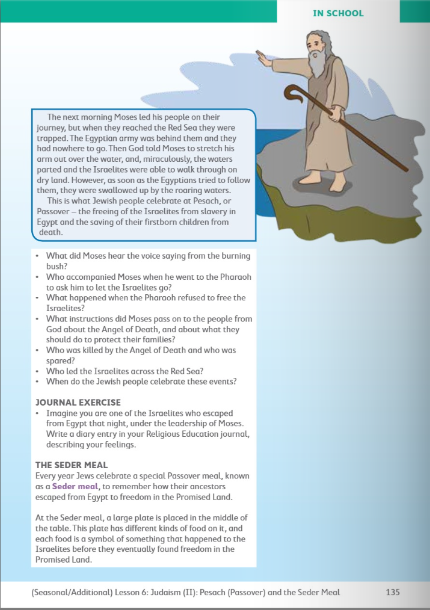 IN SCHOOL
The next morning Moses led his people on their
journey, but when they reached the Red Sea they were
trapped. The Egyptian army was behind them and they
had nowhere to go. Then God told Moses to stretch his
arm out over the water, and, miraculously, the waters
parted and the Israelites were able to walk through on
dry land. However, as soon as the Egyptians tried to follow
them, they were swallowed up by the roaring waters.
This is what Jewish people celebrate at Pesach, or
Passover – the freeing of the Israelites from slavery in
Egypt and the saving of their firstborn children from
death.
• What did Moses hear the voice saying from the burning
bush?
• Who accompanied Moses when he went to the Pharaoh
to ask him to let the Israelites go?
• What happened when the Pharaoh refused to free the
Israelites?
• What instructions did Moses pass on to the people from
God about the Angel of Death, and about what they
should do to protect their families?
• Who was killed by the Angel of Death and who was
spared?
• Who led the Israelites across the Red Sea?
• When do the Jewish people celebrate these events?
JOURNAL EXERCISE
• Imagine you are one of the Israelites who escaped
from Egypt that night, under the leadership of Moses.
Write a diary entry in your Religious Education journal,
describing your feelings.
THE SEDER MEAL
Every year Jews celebrate a special Passover meal, known
as a Seder meal, to remember how their ancestors
escaped from Egypt to freedom in the Promised Land.
At the Seder meal, a large plate is placed in the middle of
the table. This plate has different kinds of food on it, and
each food is a symbol of something that happened to the
Israelites before they eventually found freedom in the
Promised Land.
(Seasonal/Additional) Lesson 6: Judaism (II): Pesach (Passover) and the Seder Meal 135